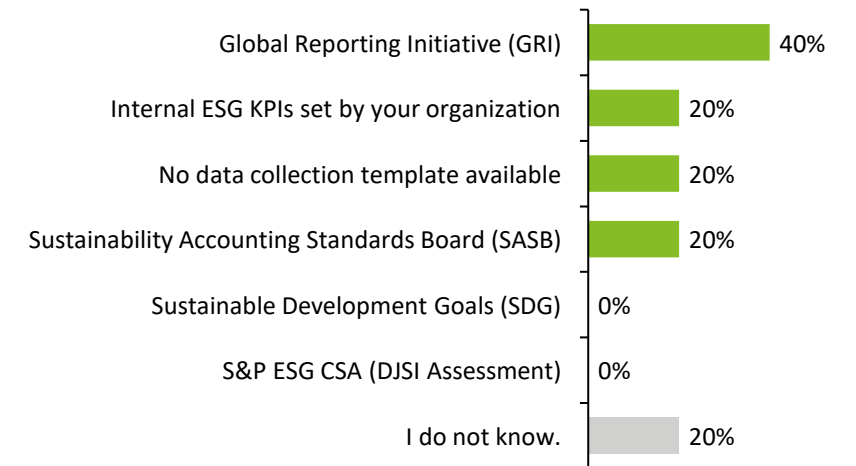 Global Reporting Initiative (GRI) 40%
Internal ESG KPIs set by your organization 20%
No data collection template available 20%
Sustainability Accounting Standards Board (SASB) 20%
Sustainable Development Goals (SDG) 0%
S&P ESG CSA (DJSI Assessment) 0%
I do not know. 20%